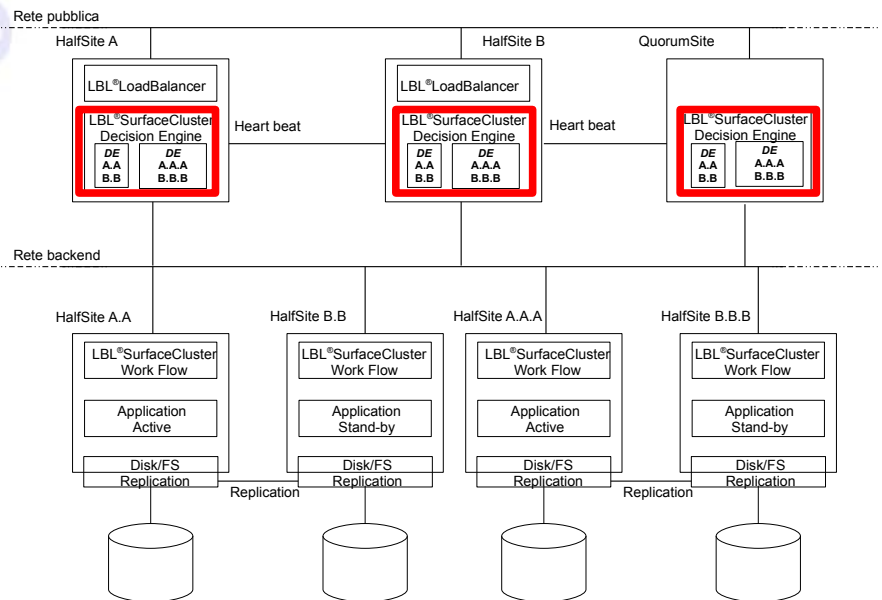 Rete pubblica
HalfSite A
HalfSite B
QuorumSite
LBL®LoadBalancer
LBL®LoadBalancer
LBL®SurfaceCluster
Decision Engine
DE
A.A
B.B
DE
A.A.A
B.B.B
Heart beat
LBL®SurfaceCluster
Decision Engine
DE
A.A
B.B
DE
A.A.A
B.B.B
Heart beat
LBL®SurfaceCluster
Decision Engine
DE
A.A
B.B
DE
A.A.A
B.B.B
Rete backend
HalfSite A.A
HalfSite B.B
HalfSite A.A.A
HalfSite B.B.B
LBL®SurfaceCluster
Work Flow
LBL®SurfaceCluster
Work Flow
LBL®SurfaceCluster
Work Flow
LBL®SurfaceCluster
Work Flow
Application
Active
Application
Stand-by
Application
Active
Application
Stand-by
Disk/FS
Replication
Replication
Disk/FS
Replication
Disk/FS
Replication
Replication
Disk/FS
Replication